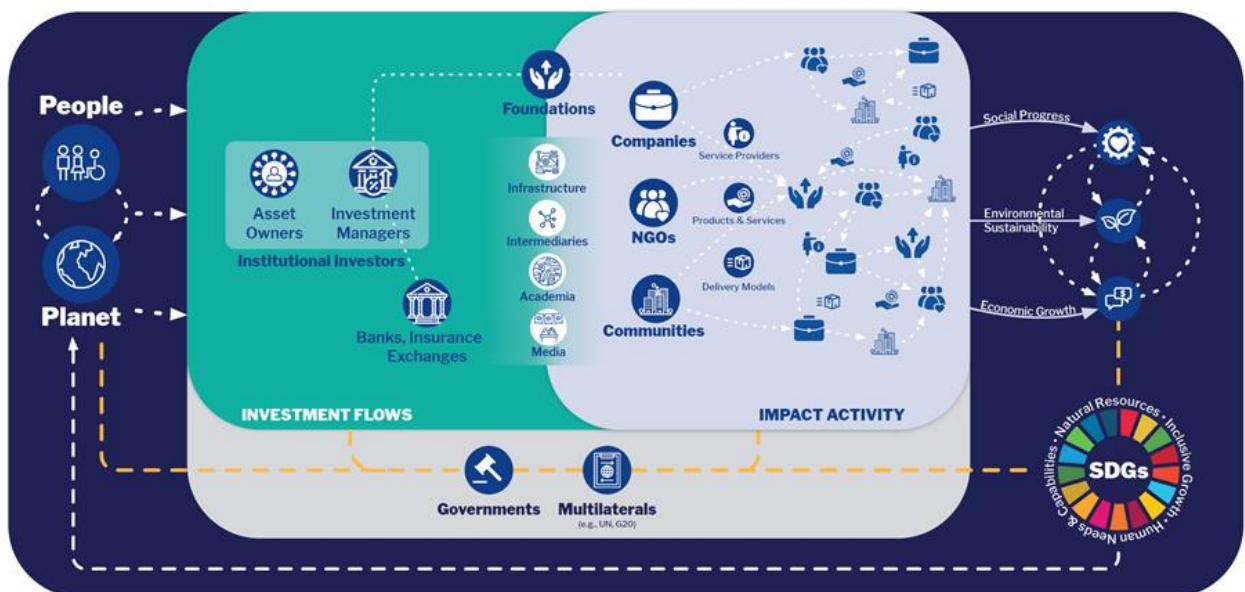 People
Planet
Asset
Owners
Investment
Managers
Institutional Investors
Banks, Insurance
Exchanges
Foundations
Infrastructure
Intermediaries
Academia
Media
INVESTMENT FLOWS
Companies
NGOs
Communities
Service Providers
Products & Services
Delivery Models
IMPACT ACTIVITY
Governments
Multilaterals
(e.g., UN, G20)
Social Progress
Environmental
Sustainability
Economic Growth
SDGs
Natural Resources • Inclusive Growth • Human Needs & Capabilities •